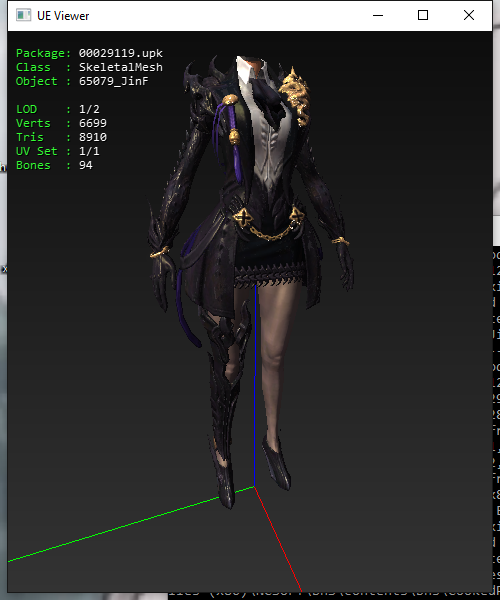 UE Viewer
Package: 00029119.upk
Class : SkeletalMesh
Object : 65079_JinF
LOD : 1/2
Verts : 6699
Tris : 8910
UV Set : 1/1
Bones : 94